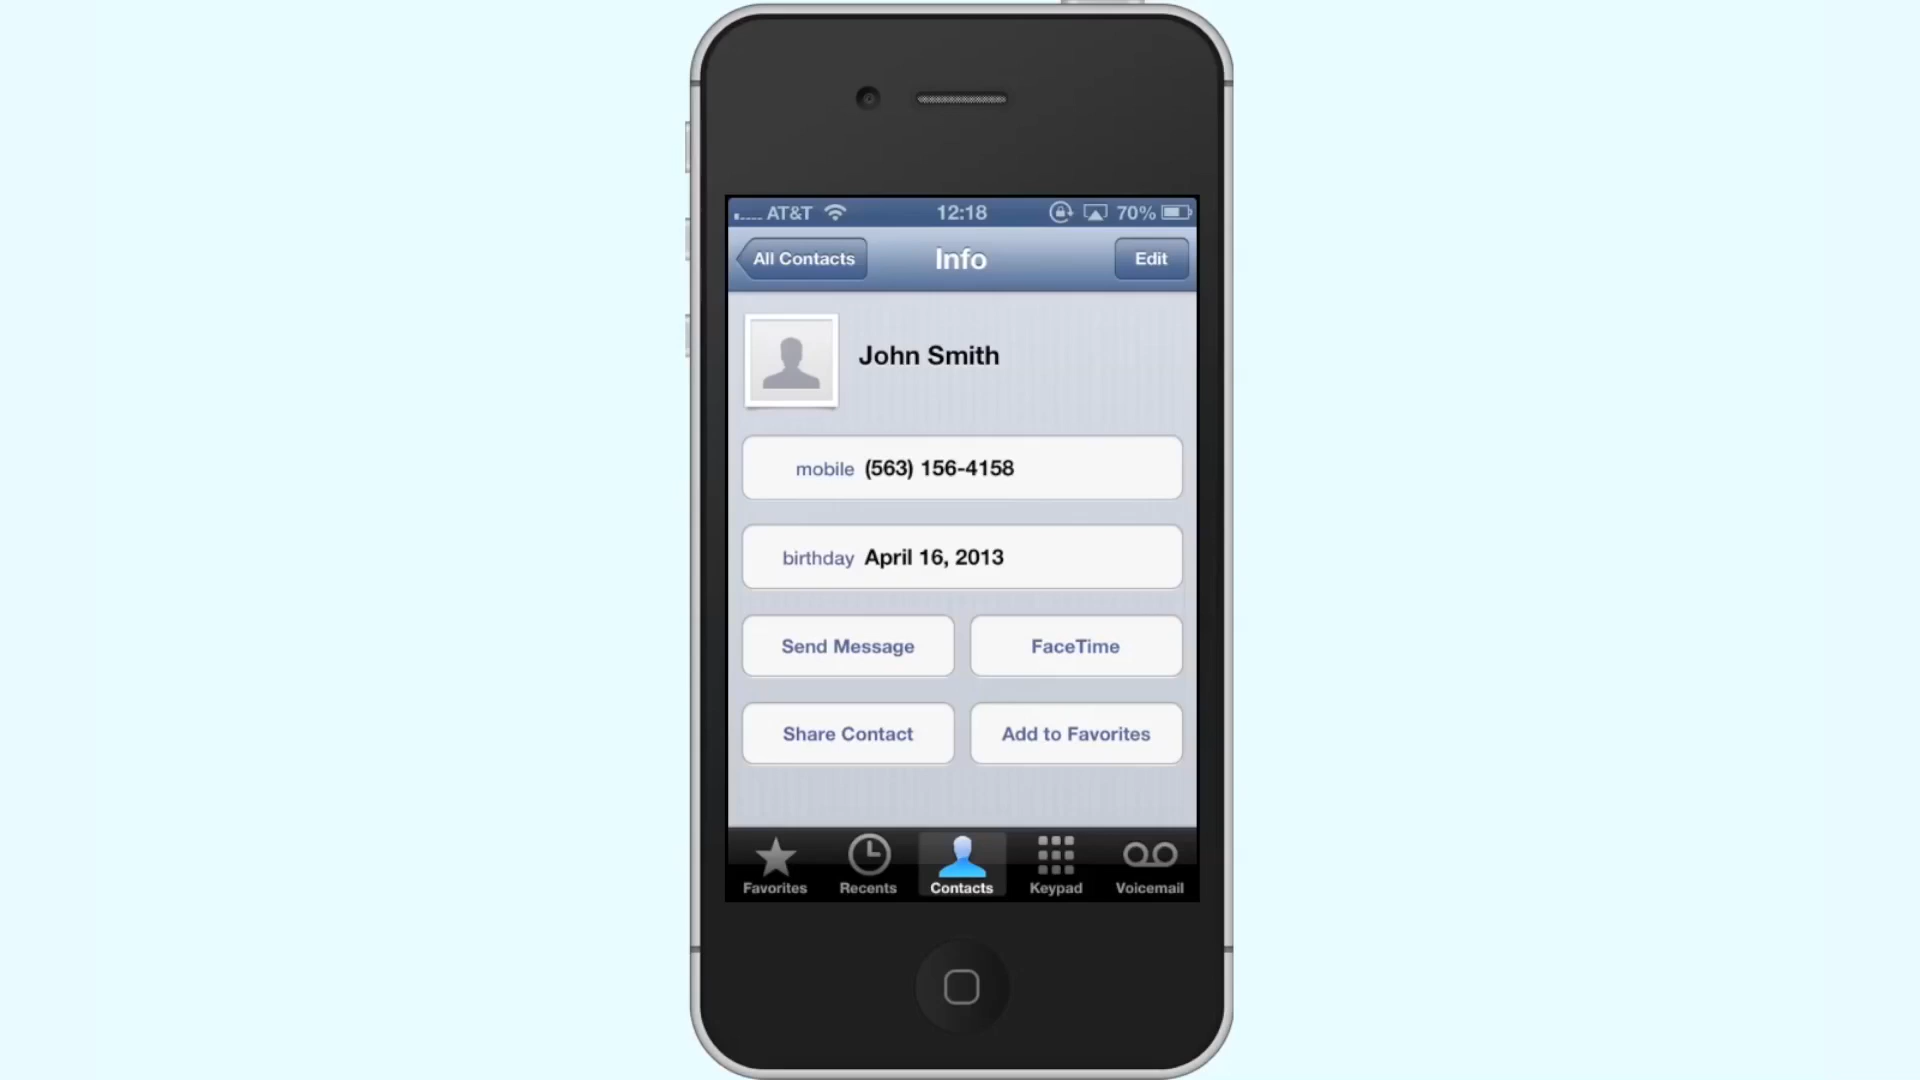 AT&T 12:18 70%
All Contacts Info Edit
John Smith
mobile (563) 156-4158
birthday April 16, 2013
Send Message FaceTime
Share Contact Add to Favorites
Favorites Recents Contacts Keypad Voicemail